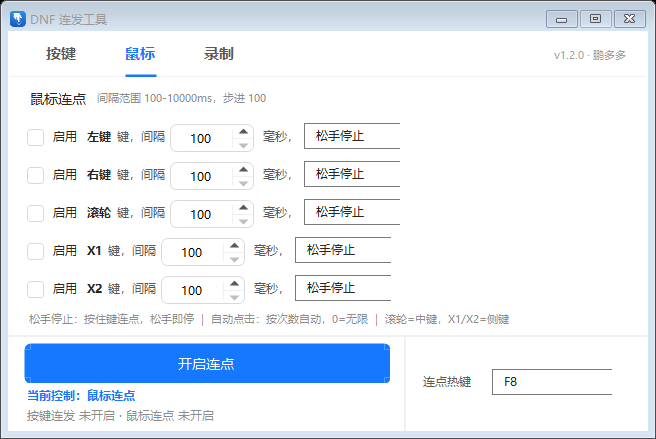 DNF 连发工具
按键 鼠标 录制 v1.2.0 · 鹏多多
鼠标连点 间隔范围 100-10000ms，步进 100
启用 左键 键，间隔 100 毫秒， 松手停止
启用 右键 键，间隔 100 毫秒， 松手停止
启用 滚轮 键，间隔 100 毫秒， 松手停止
启用 X1 键，间隔 100 毫秒， 松手停止
启用 X2 键，间隔 100 毫秒， 松手停止
松手停止：按住键连点，松手即停 | 自动点击：按次数自动，0=无限 | 滚轮=中键，X1/X2=侧键
开启连点
当前控制：鼠标连点
按键连发 未开启 · 鼠标连点 未开启
连点热键 F8